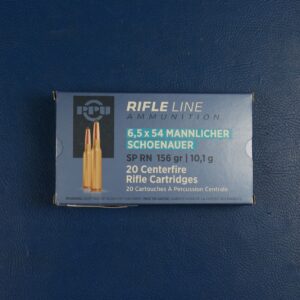 PPU
RIFLE LINE
AMMUNITION
6,5 x 54 MANNLICHER
SCHOENAUER
SP RN 156 gr | 10,1 g
20 Centerfire
Rifle Cartridges
20 Cartouches A Percussion Centrale